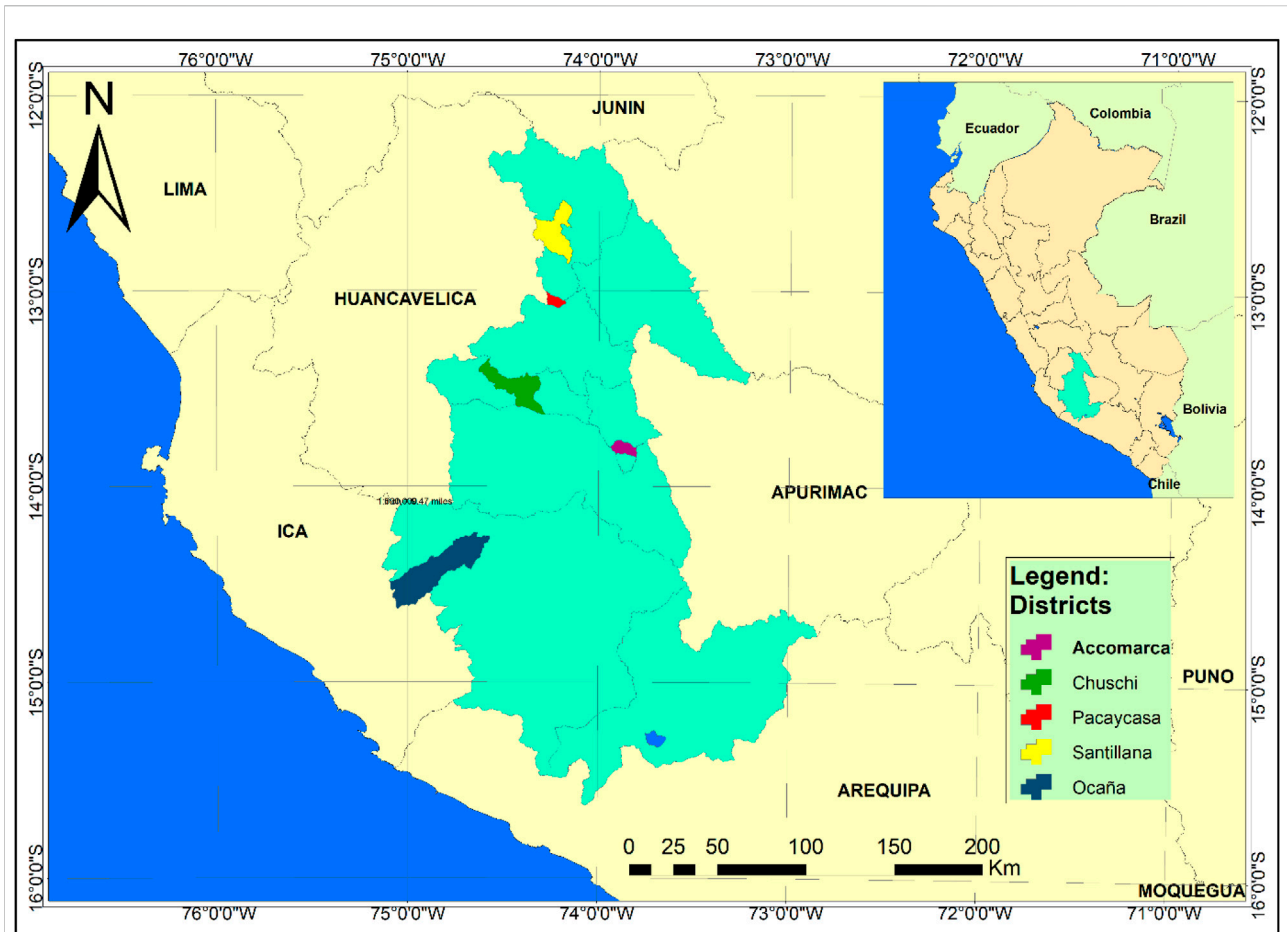 76°0'0"W 75°0'0"W 74°0'0"W 73°0'0"W 72°0'0"W 71°0'0"W
12°0'0"S
12°0'0"S
N
JUNIN
LIMA
Ecuador
Colombia
Brazil
Bolivia
Chile
13°0'0"S
13°0'0"S
HUANCAVELICA
14°0'0"S
14°0'0"S
ICA
APURIMAC
Legend:
Districts
Accomarca
Chuschi
Pacaycasa
Santillana
Ocaña
PUNO
15°0'0"S
15°0'0"S
AREQUIPA
0 25 50 100 150 200
Km
MOQUEGUA
16°0'0"S
16°0'0"S
76°0'0"W 75°0'0"W 74°0'0"W 73°0'0"W 72°0'0"W 71°0'0"W